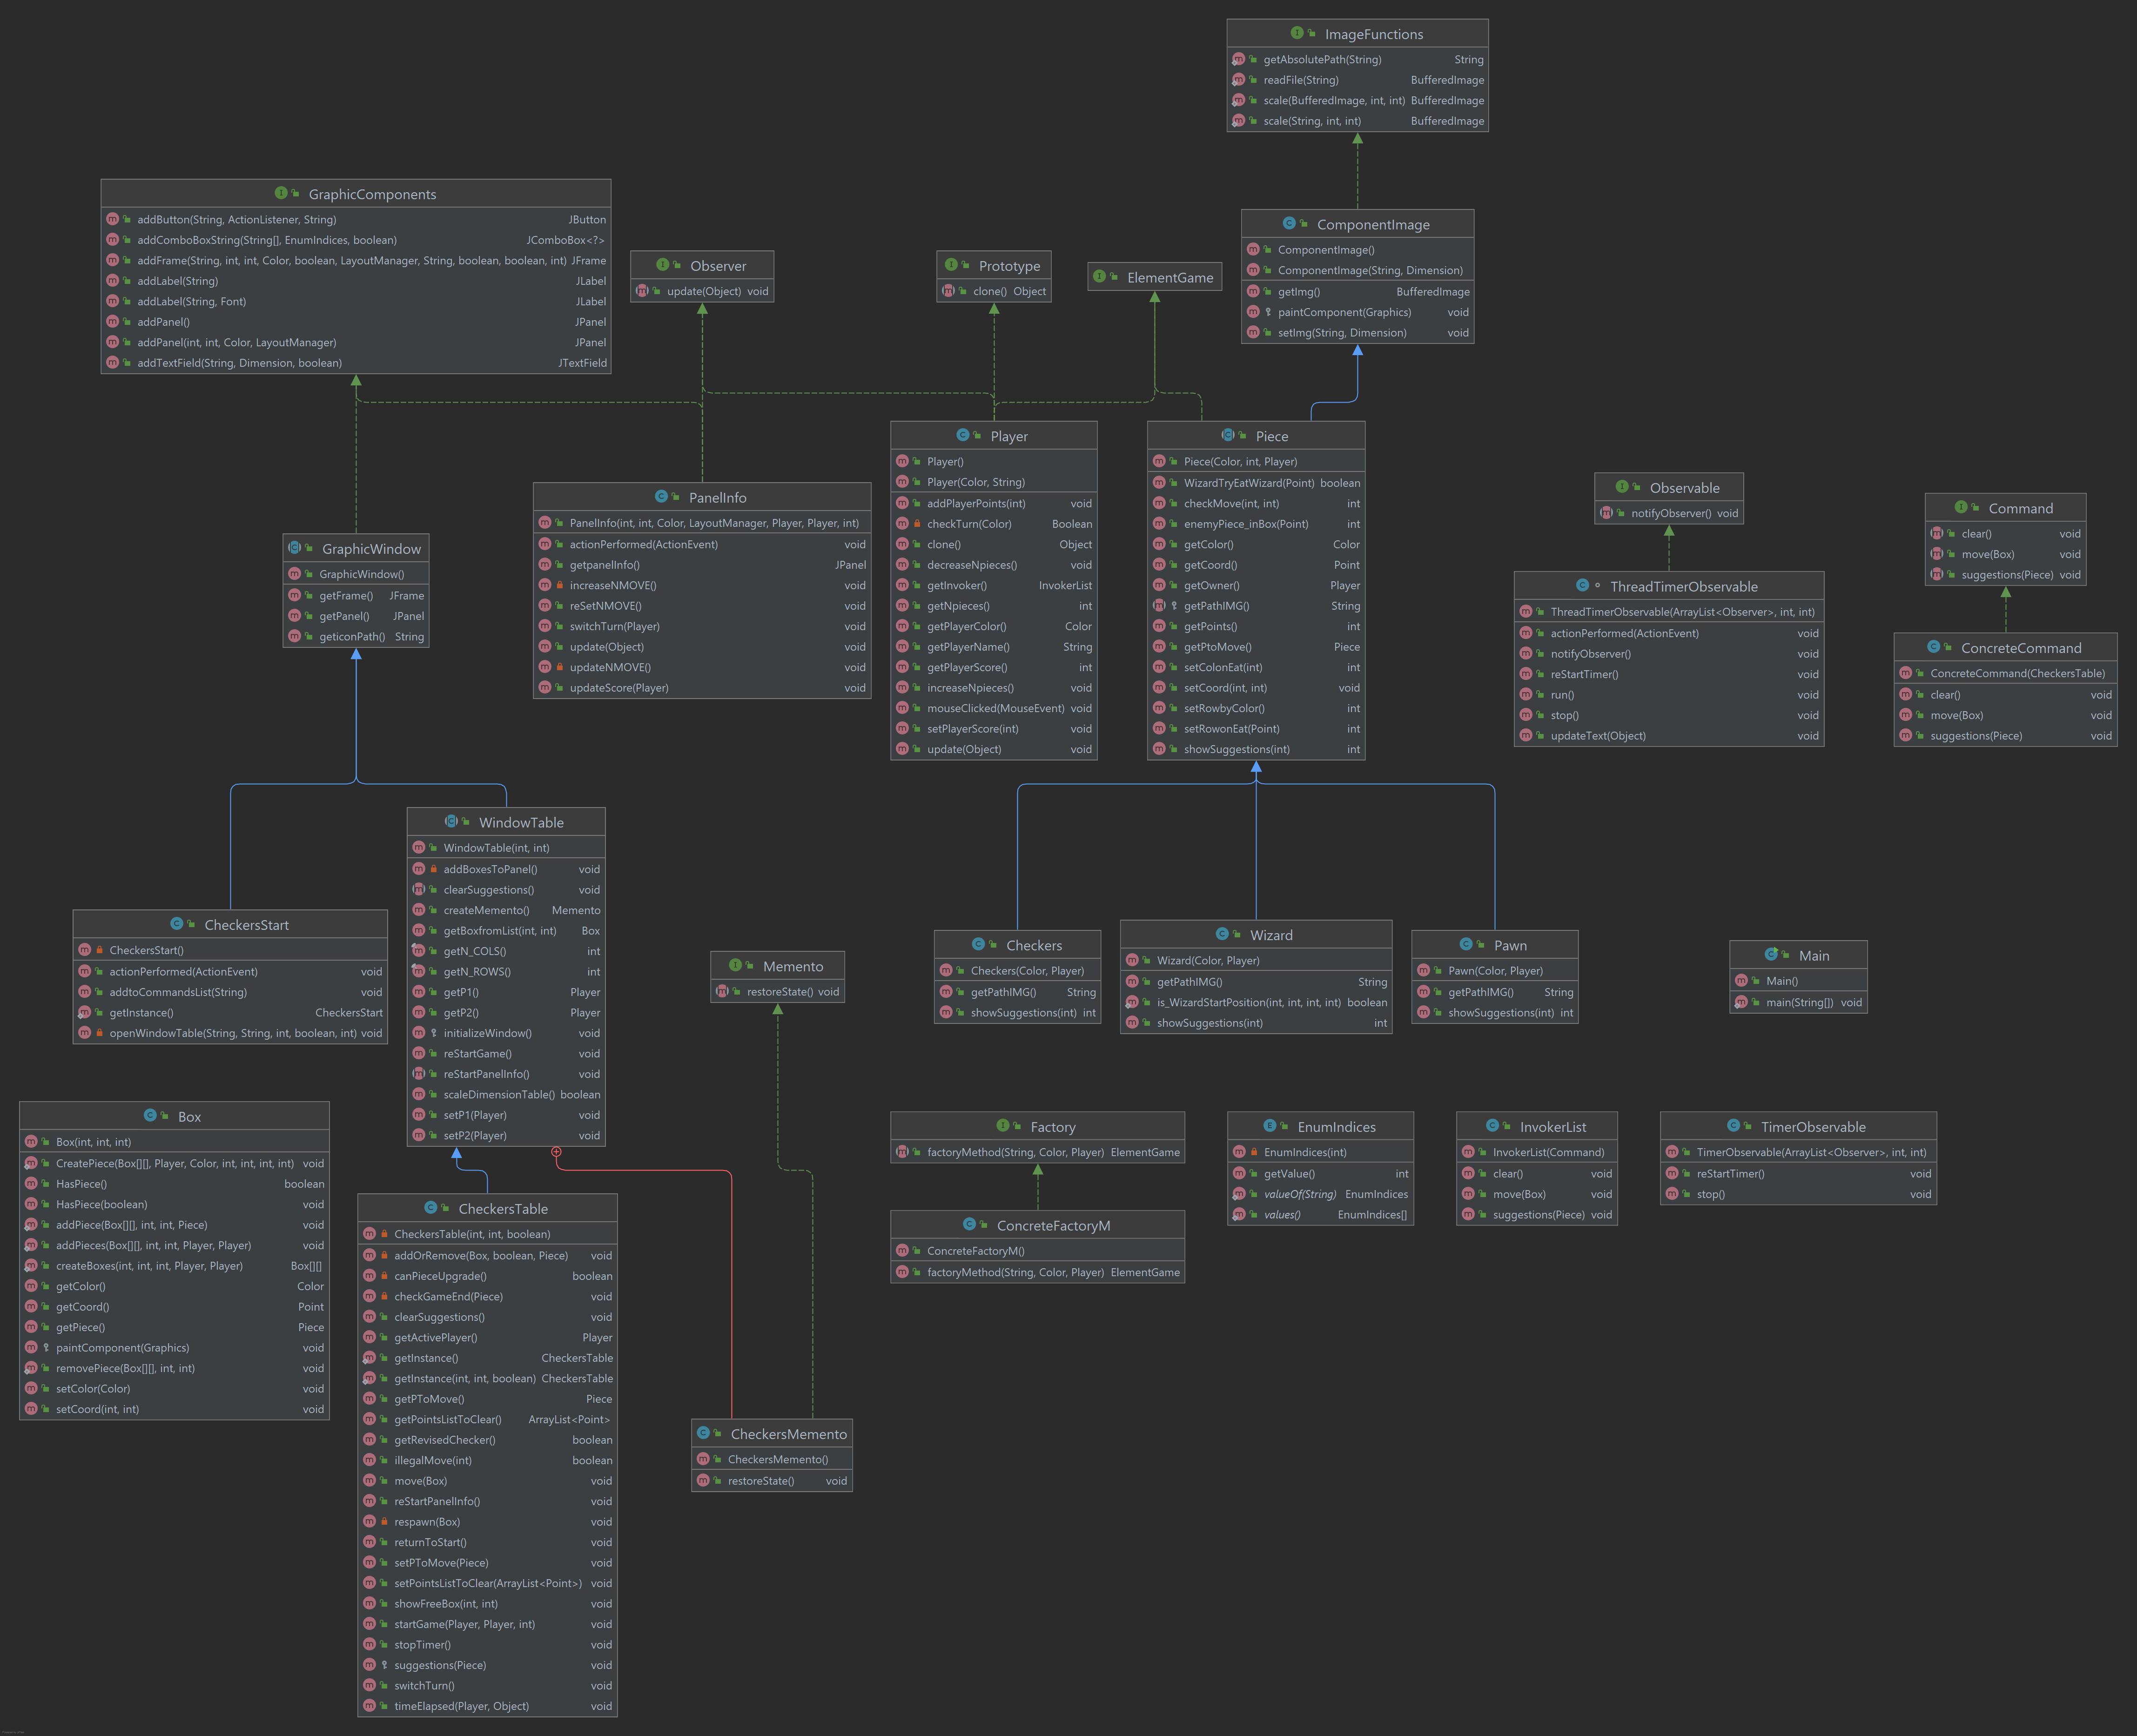 ImageFunctions
getAbsolutePath(String) String
readFile(String) BufferedImage
scale(BufferedImage, int, int) BufferedImage
scale(String, int, int) BufferedImage
GraphicComponents
addButton(String, ActionListener, String) JButton
addComboBoxString(String[], EnumIndices, boolean) JComboBox<?>
addFrame(String, int, int, Color, boolean, LayoutManager, String, boolean, boolean, int) JFrame
addLabel(String) JLabel
addLabel(String, Font) JLabel
addPanel() JPanel
addPanel(int, int, Color, LayoutManager) JPanel
addTextField(String, Dimension, boolean) JTextField
Observer
update(Object) void
Prototype
clone() Object
ElementGame
ComponentImage
ComponentImage()
ComponentImage(String, Dimension)
getImg() BufferedImage
paintComponent(Graphics) void
setImg(String, Dimension) void
GraphicWindow
GraphicWindow()
getFrame() JFrame
getPanel() JPanel
geticonPath() String
PanelInfo
PanelInfo(int, int, Color, LayoutManager, Player, Player, int)
actionPerformed(ActionEvent) void
getpanelInfo() JPanel
increaseNMOVE() void
reSetNMOVE() void
switchTurn(Player) void
update(Object) void
updateNMOVE() void
updateScore(Player) void
Player
Player()
Player(Color, String)
addPlayerPoints(int) void
checkTurn(Color) Boolean
clone() Object
decreaseNpieces() void
getInvoker() InvokerList
getNpieces() int
getPlayerColor() Color
getPlayerName() String
getPlayerScore() int
increaseNpieces() void
mouseClicked(MouseEvent) void
setPlayerScore(int) void
update(Object) void
Piece
Piece(Color, int, Player)
WizardTryEatWizard(Point) boolean
checkMove(int, int) int
enemyPiece_inBox(Point) int
getColor() Color
getCoord() Point
getOwner() Player
getPathIMG() String
getPoints() int
getPtoMove() Piece
setColonEat(int) int
setCoord(int, int) void
setRowbyColor() int
setRowonEat(Point) int
showSuggestions(int) int
Observable
notifyObserver() void
ThreadTimerObservable
ThreadTimerObservable(ArrayList<Observer>, int, int)
actionPerformed(ActionEvent) void
notifyObserver() void
reStartTimer() void
run() void
stop() void
updateText(Object) void
Command
clear() void
move(Box) void
suggestions(Piece) void
ConcreteCommand
ConcreteCommand(CheckersTable)
clear() void
move(Box) void
suggestions(Piece) void
CheckersStart
CheckersStart()
actionPerformed(ActionEvent) void
addtoCommandsList(String) void
getInstance() CheckersStart
openWindowTable(String, String, int, boolean, int) void
WindowTable
WindowTable(int, int)
addBoxesToPanel() void
clearSuggestions() void
createMemento() Memento
getBoxfromList(int, int) Box
getN_COLS() int
getN_ROWS() int
getP1() Player
getP2() Player
initializeWindow() void
reStartGame() void
reStartPanelInfo() void
scaleDimensionTable() boolean
setP1(Player) void
setP2(Player) void
Memento
restoreState() void
Checkers
Checkers(Color, Player)
getPathIMG() String
showSuggestions(int) int
Wizard
Wizard(Color, Player)
getPathIMG() String
is_WizardStartPosition(int, int, int, int) boolean
showSuggestions(int) int
Pawn
Pawn(Color, Player)
getPathIMG() String
showSuggestions(int) int
Main
Main()
main(String[]) void
Box
Box(int, int, int)
CreatePiece(Box[][], Player, Color, int, int, int, int) void
HasPiece() boolean
HasPiece(boolean) void
addPiece(Box[][], int, int, Piece) void
addPieces(Box[][], int, int, Player, Player) void
createBoxes(int, int, int, Player, Player) Box[][]
getColor() Color
getCoord() Point
getPiece() Piece
paintComponent(Graphics) void
removePiece(Box[][], int, int) void
setColor(Color) void
setCoord(int, int) void
CheckersTable
CheckersTable(int, int, boolean)
addOrRemove(Box, boolean, Piece) void
canPieceUpgrade() boolean
checkGameEnd(Piece) void
clearSuggestions() void
getActivePlayer() Player
getInstance() CheckersTable
getInstance(int, int, boolean) CheckersTable
getPToMove() Piece
getPointsListToClear() ArrayList<Point>
getRevisedChecker() boolean
illegalMove(int) boolean
move(Box) void
reStartPanelInfo() void
respawn(Box) void
returnToStart() void
setPToMove(Piece) void
setPointsListToClear(ArrayList<Point>) void
showFreeBox(int, int) void
startGame(Player, Player, int) void
stopTimer() void
suggestions(Piece) void
switchTurn() void
timeElapsed(Player, Object) void
CheckersMemento
CheckersMemento()
restoreState() void
Factory
factoryMethod(String, Color, Player) ElementGame
ConcreteFactoryM
ConcreteFactoryM()
factoryMethod(String, Color, Player) ElementGame
EnumIndices
EnumIndices(int)
getValue() int
valueOf(String) EnumIndices
values() EnumIndices[]
InvokerList
InvokerList(Command)
clear() void
move(Box) void
suggestions(Piece) void
TimerObservable
TimerObservable(ArrayList<Observer>, int, int)
reStartTimer() void
stop() void